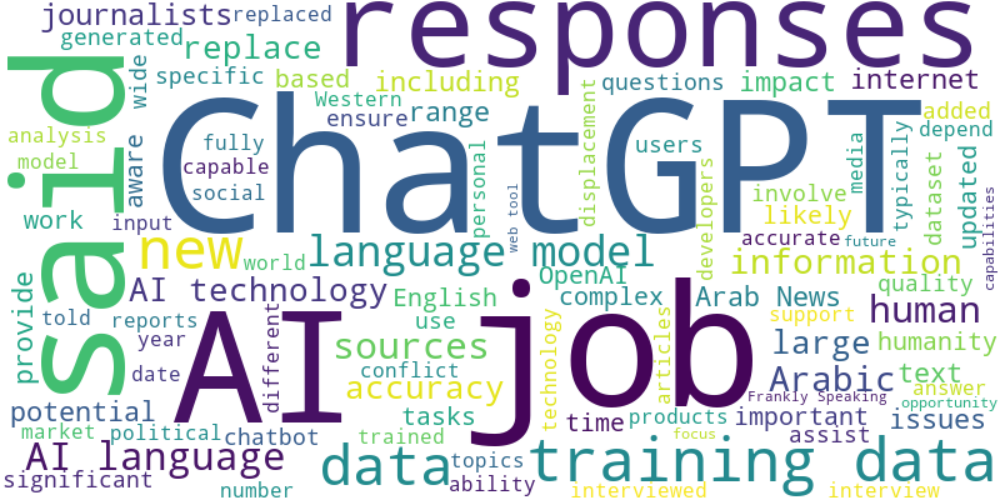 journalists
replaced
responses
generated
replace
said
wide
specific
based
including
questions
impact
internet
Western
ensure
range
ChatGPT
displacement
added
depend
analysis
model
aware
fully
capable
social
personal
users
media
typically
work
input
web tool
developers
involve
likely
dataset
updated
capabilities
new
world
language model
accurate
future
information
AI technology
OpenAI
English
complex
Arab News
quality
provide
told
reports
year
use
job
support
human
AI
different
sources
conflict
technology
articles
large
humanity
date
accuracy
Arabic
text
answer
Frankly Speaking
opportunity
potential
tasks
time
products
important
issues
market
political
chatbot
trained
focus
assist
AI language
data
topics
training data
significant
number
ability
interviewed
interview